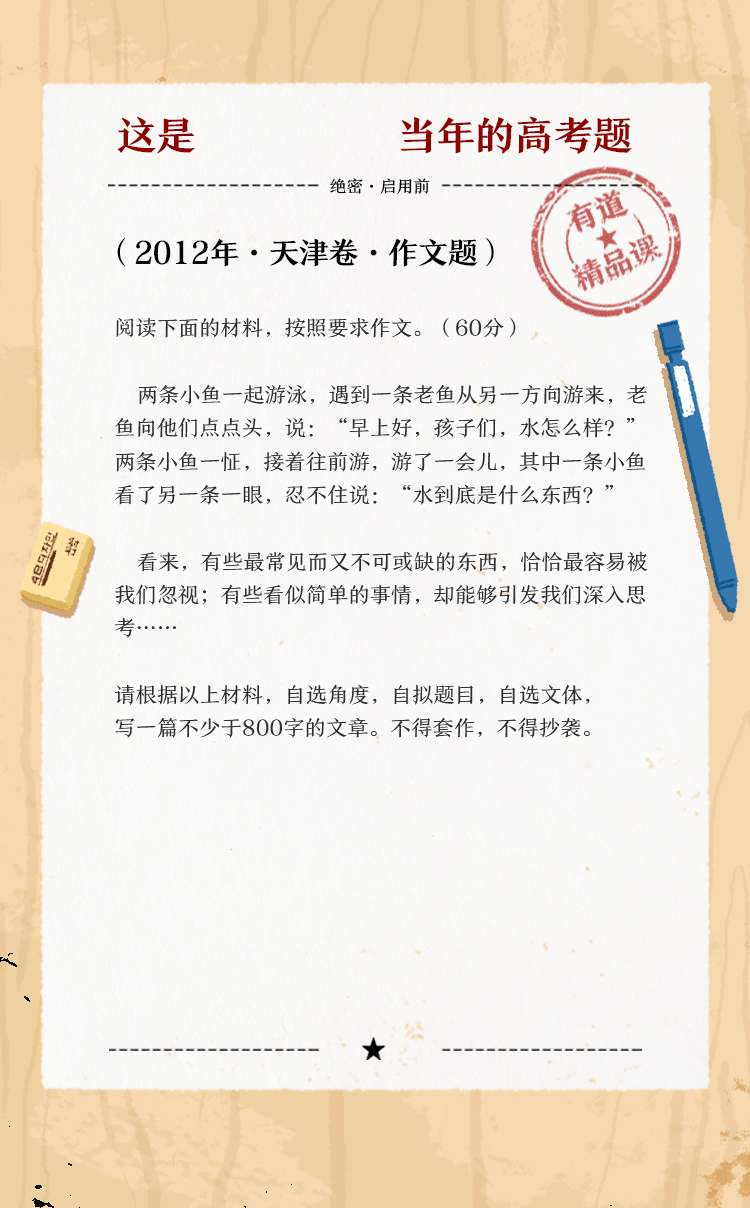 这是 当年的高考题
绝密·启用前
有道
精品课
（2012年·天津卷·作文题）
阅读下面的材料，按照要求作文。（60分）
两条小鱼一起游泳，遇到一条老鱼从另一方向游来，老
鱼向他们点点头，说：“早上好，孩子们，水怎么样？”
两条小鱼一怔，接着往前游，游了一会儿，其中一条小鱼
看了另一条一眼，忍不住说：“水到底是什么东西？”
看来，有些最常见而又不可或缺的东西，恰恰最容易被
我们忽视；有些看似简单的事情，却能够引发我们深入思
考……
请根据以上材料，自选角度，自拟题目，自选文体，
写一篇不少于800字的文章。不得套作，不得抄袭。